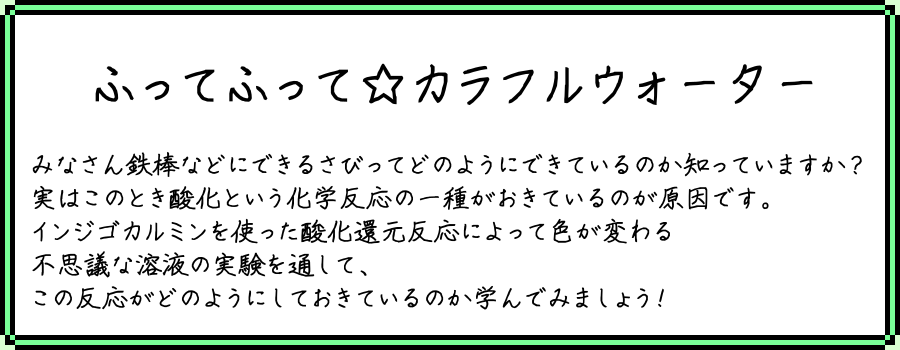 ふってふって☆カラフルウォーター
みなさん鉄棒などにできるさびってどのようにできているのか知っていますか？
実はこのとき酸化という化学反応の一種がおきているのが原因です。
インジゴカルミンを使った酸化還元反応によって色が変わる
不思議な溶液の実験を通して、
この反応がどのようにしておきているのか学んでみましょう！